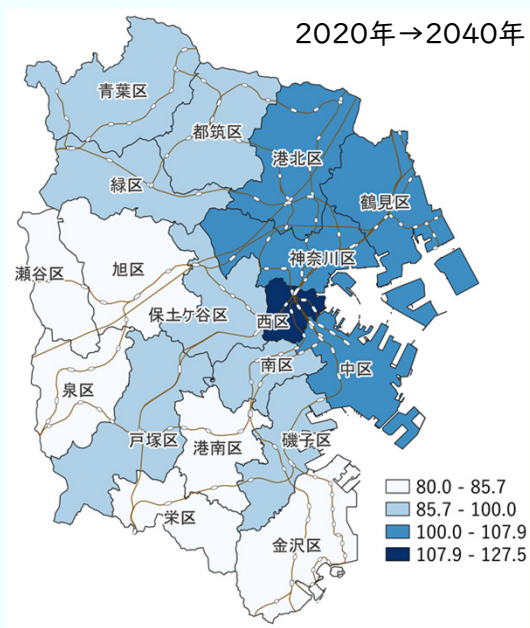 2020年→2040年
青葉区
都筑区
港北区
緑区
鶴見区
神奈川区
旭区
瀬谷区
保土ケ谷区
西区
南区
中区
泉区
戸塚区
港南区
磯子区
栄区
金沢区
80.0 - 85.7
85.7 - 100.0
100.0 - 107.9
107.9 - 127.5